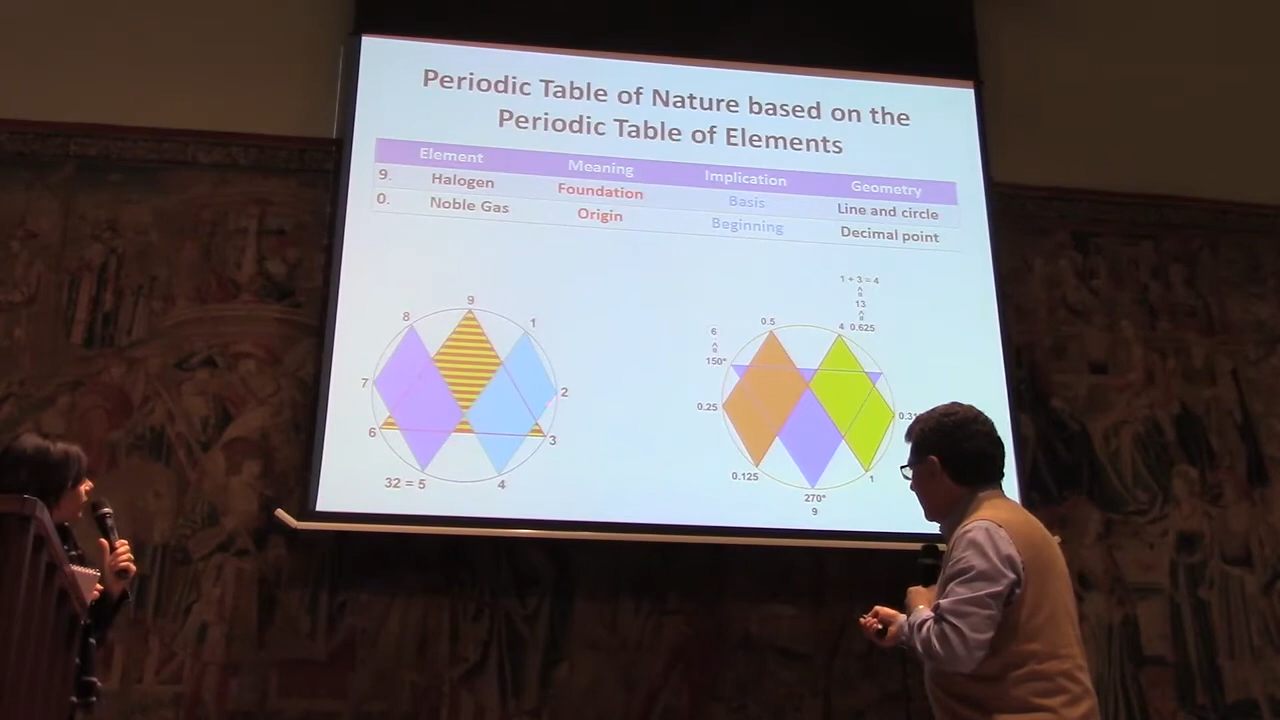 Periodic Table of Nature based on the
Periodic Table of Elements
Element Meaning Implication Geometry
9. Halogen Foundation Basis Line and circle
0. Noble Gas Origin Beginning Decimal point
9
8 1
7 2
6 3
32 = 5 4
1 + 3 = 4
13
0.5 4 0.625
6
150°
0.25
0.125 1
270°
9